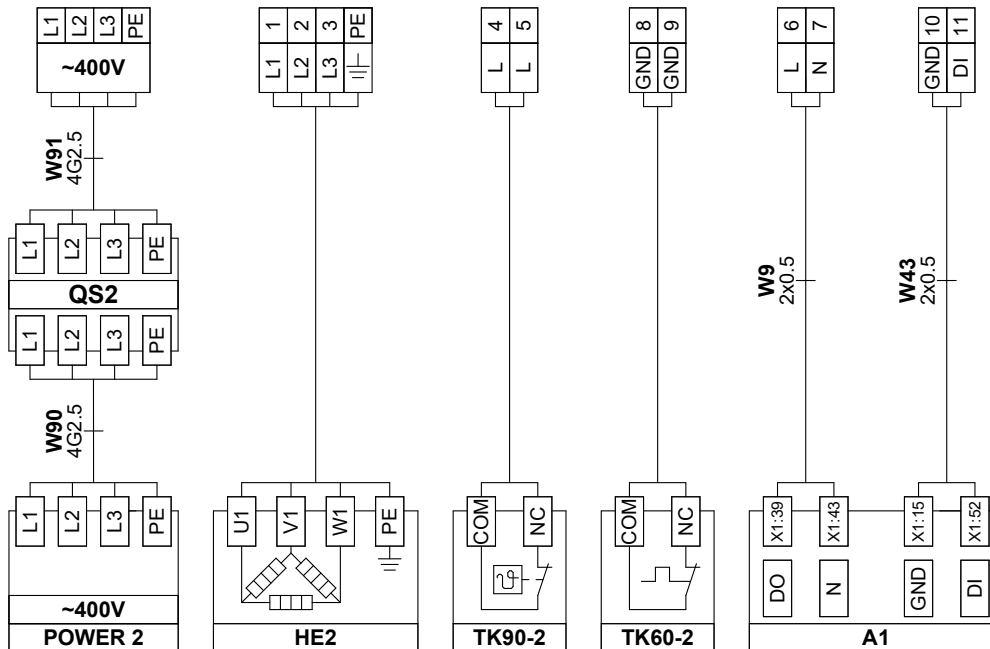 L1 L2 L3 PE
~400V
W91
4G2.5
L1 L2 L3 PE
QS2
L1 L2 L3 PE
W90
4G2.5
L1 L2 L3 PE
~400V
POWER 2
1 2 3 PE
L1 L2 L3
U1 V1 W1 PE
HE2
4 5
L L
COM NC
TK90-2
8 9
GND GND
COM NC
TK60-2
6 7
L N
W9
2x0.5
X1:39 X1:43
DO N
GND 10 DI 11
W43
2x0.5
X1:15 X1:52
GND DI
A1